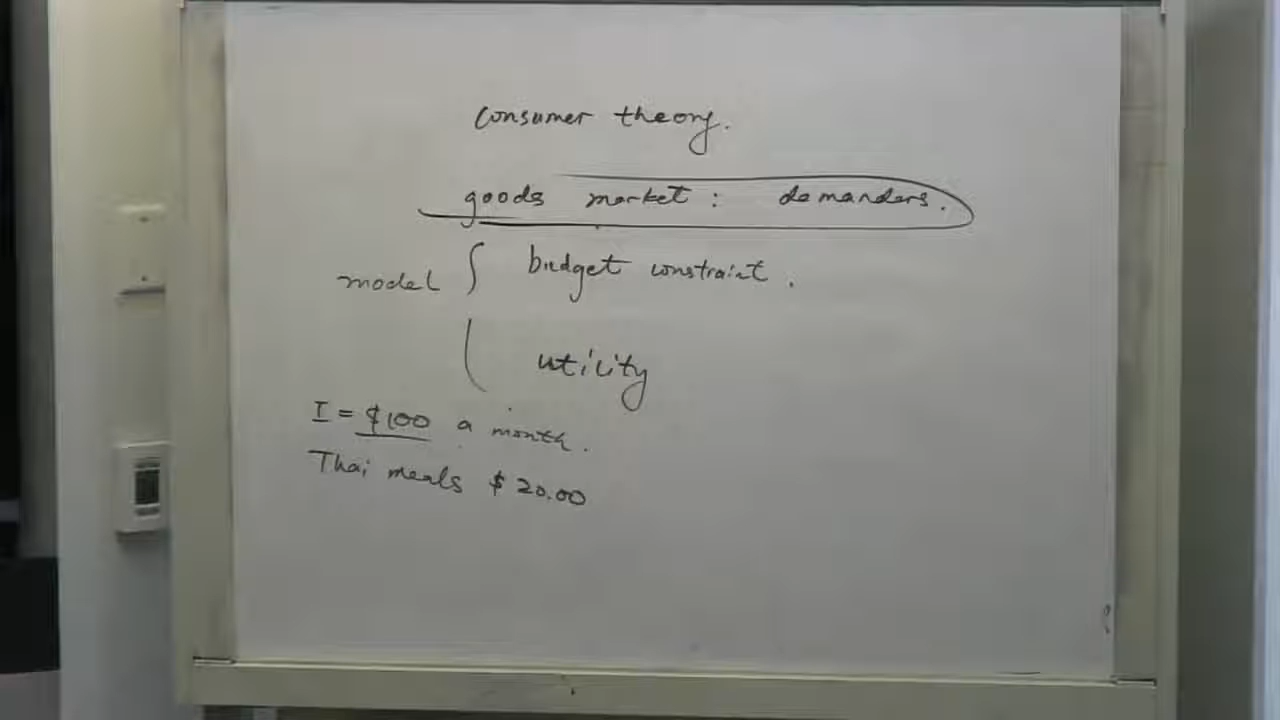 consumer theory.
goods market: demanders.
model { budget constraint.
utility
I = $100 a month.
Thai meals $20.00